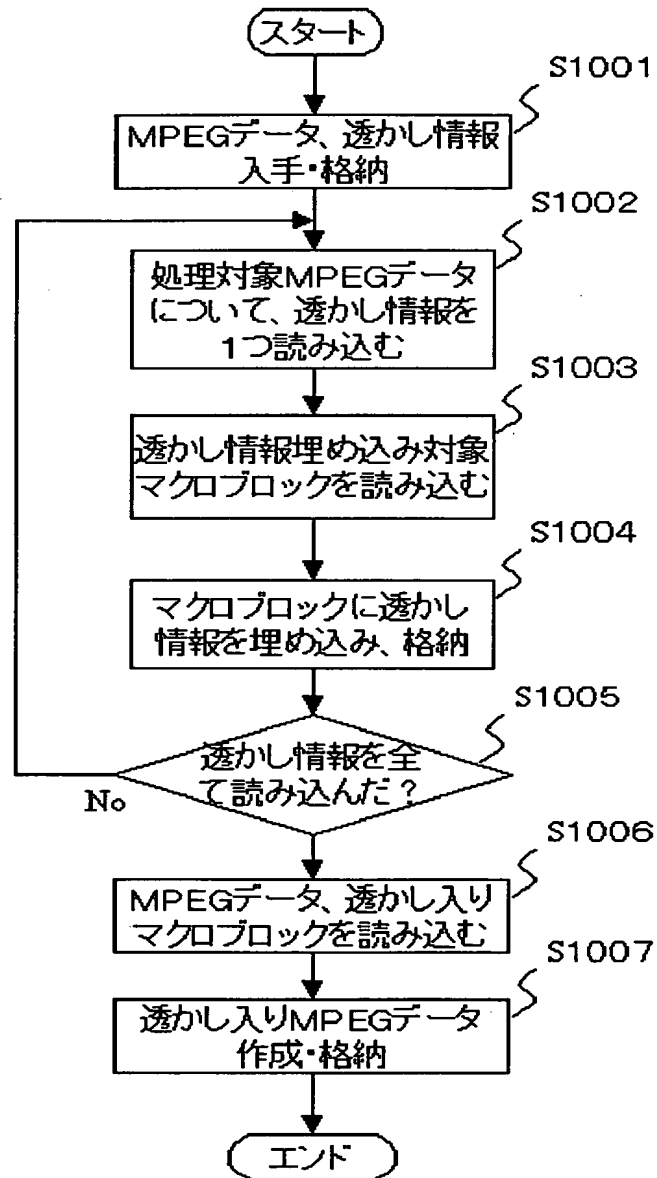 スタート
S1001
MPEGデータ、透かし情報
入手・格納
S1002
処理対象MPEGデータ
について、透かし情報を
1つ読み込む
S1003
透かし情報埋め込み対象
マクロブロックを読み込む
S1004
マクロブロックに透かし
情報を埋め込み、格納
S1005
透かし情報を全
て読み込んだ？
No
S1006
MPEGデータ、透かし入り
マクロブロックを読み込む
S1007
透かし入りMPEGデータ
作成・格納
エンド